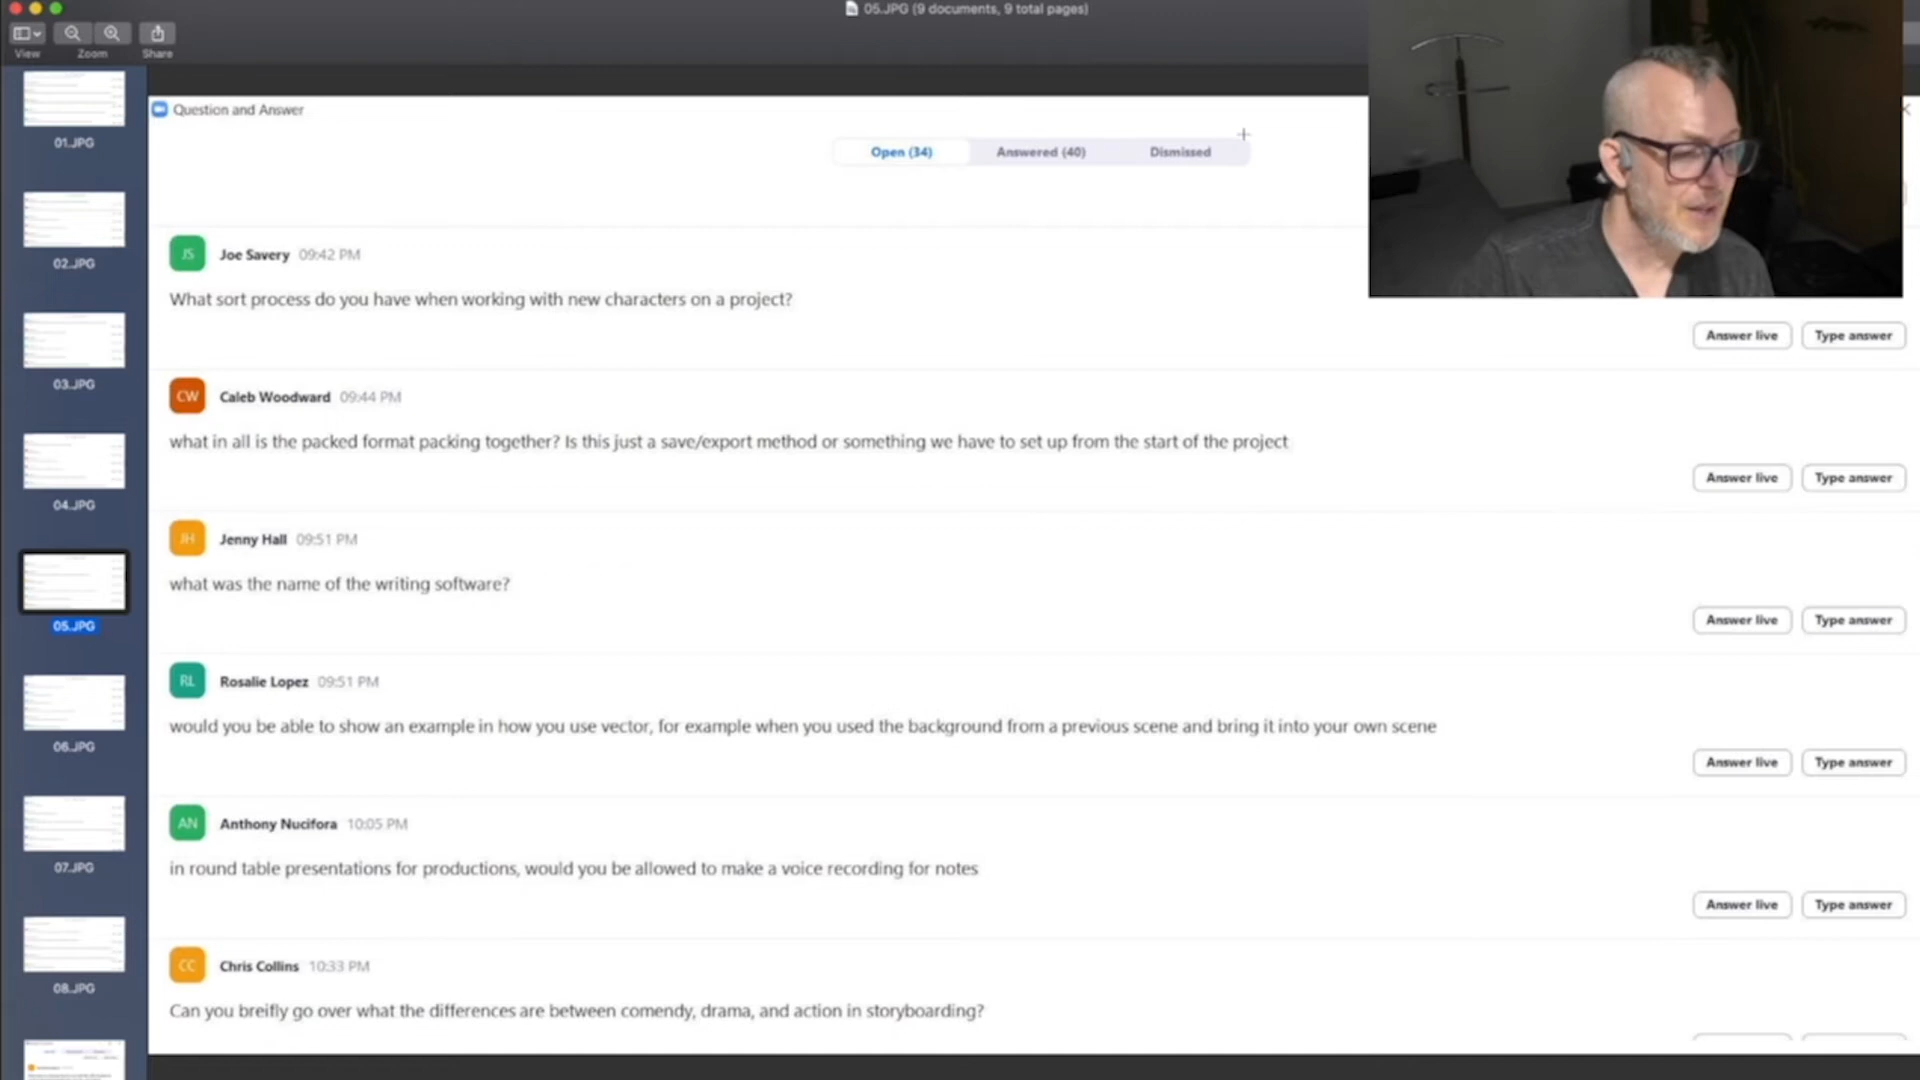 05.JPG (9 documents, 9 total pages)
View
Zoom
Share
01.JPG
02.JPG
03.JPG
04.JPG
05.JPG
06.JPG
07.JPG
08.JPG
Question and Answer
Open (34)
Answered (40)
Dismissed
JS
Joe Savery 09:42 PM
What sort process do you have when working with new characters on a project?
Answer live Type answer
CW
Caleb Woodward 09:44 PM
what in all is the packed format packing together? Is this just a save/export method or something we have to set up from the start of the project
Answer live Type answer
JH
Jenny Hall 09:51 PM
what was the name of the writing software?
Answer live Type answer
RL
Rosalie Lopez 09:51 PM
would you be able to show an example in how you use vector, for example when you used the background from a previous scene and bring it into your own scene
Answer live Type answer
AN
Anthony Nucifora 10:05 PM
in round table presentations for productions, would you be allowed to make a voice recording for notes
Answer live Type answer
CC
Chris Collins 10:33 PM
Can you breifly go over what the differences are between comendy, drama, and action in storyboarding?